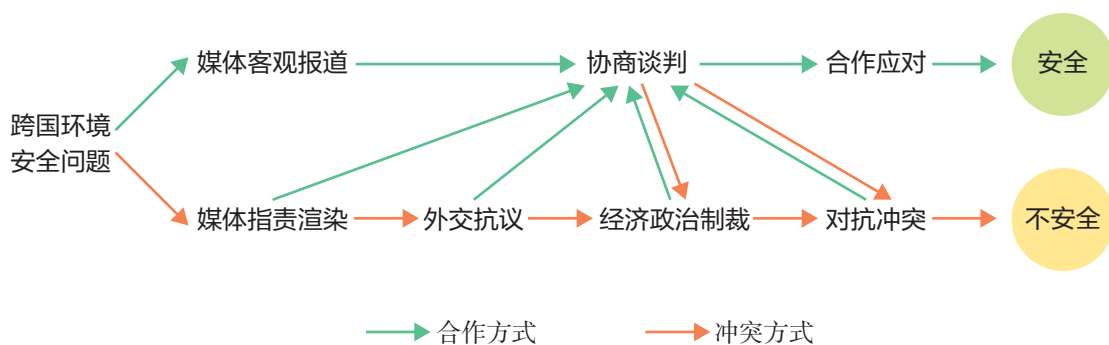 媒体客观报道
协商谈判
合作应对
安全
跨国环境
安全问题
媒体指责渲染
外交抗议
经济政治制裁
对抗冲突
不安全
合作方式
冲突方式